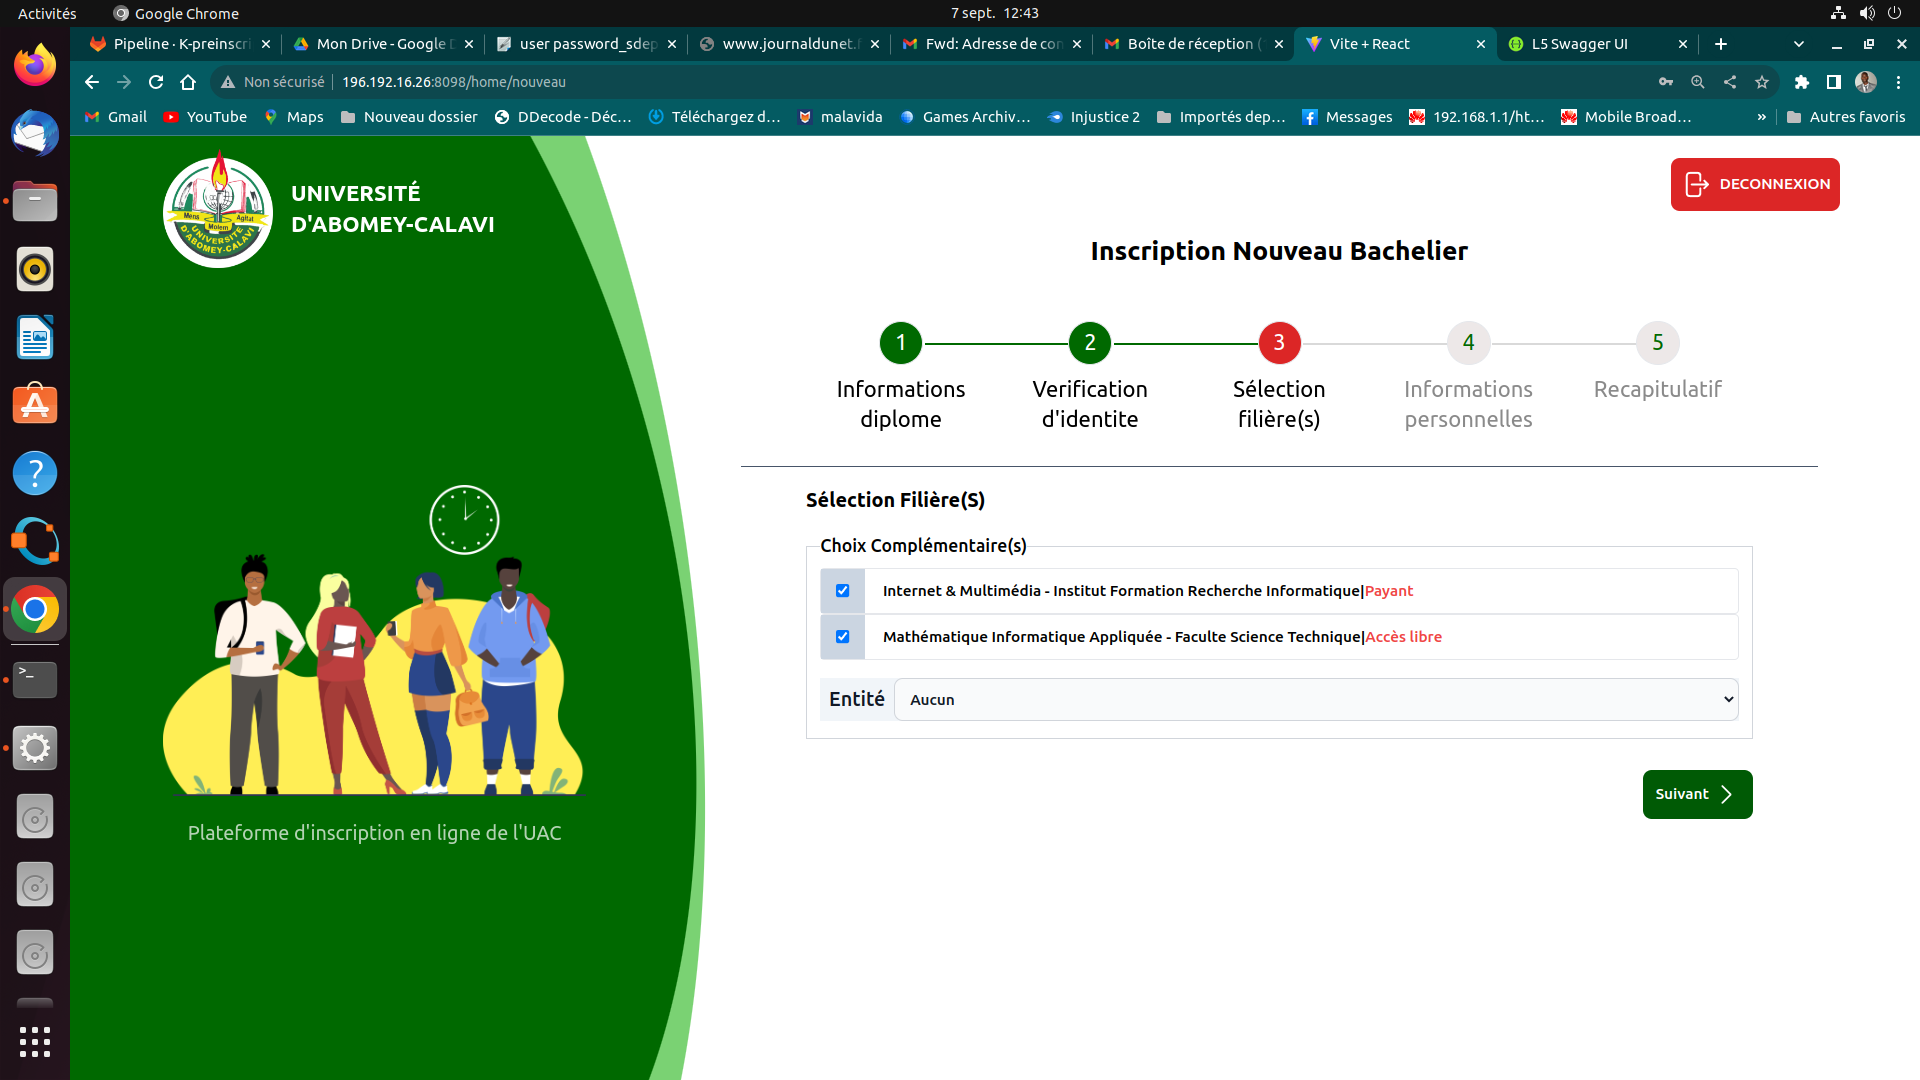 Activités
Google Chrome
7 sept. 12:43
Pipeline · K-preinscri
Mon Drive - Google D
user password_sdep
www.journaldunet.f
Fwd: Adresse de con
Boîte de réception (
Vite + React
L5 Swagger UI
Non sécurisé
196.192.16.26:8098/home/nouveau
Gmail
YouTube
Maps
Nouveau dossier
DDecode - Déc...
Téléchargez d...
malavida
Games Archiv...
Injustice 2
Importés dep...
Messages
192.168.1.1/ht...
Mobile Broad...
»
Autres favoris
Mens
Agitat
Molem
UNIVERSITÉ
D'ABOMEY-CALAVI
UNIVERSITÉ
D'ABOMEY-CALAVI
DECONNEXION
Inscription Nouveau Bachelier
1
2
3
4
5
Informations
diplome
Verification
d'identite
Sélection
filière(s)
Informations
personnelles
Recapitulatif
Sélection Filière(S)
Choix Complémentaire(s)
Internet & Multimédia - Institut Formation Recherche Informatique|Payant
Mathématique Informatique Appliquée - Faculte Science Technique|Accès libre
Entité
Aucun
Suivant
Plateforme d'inscription en ligne de l'UAC